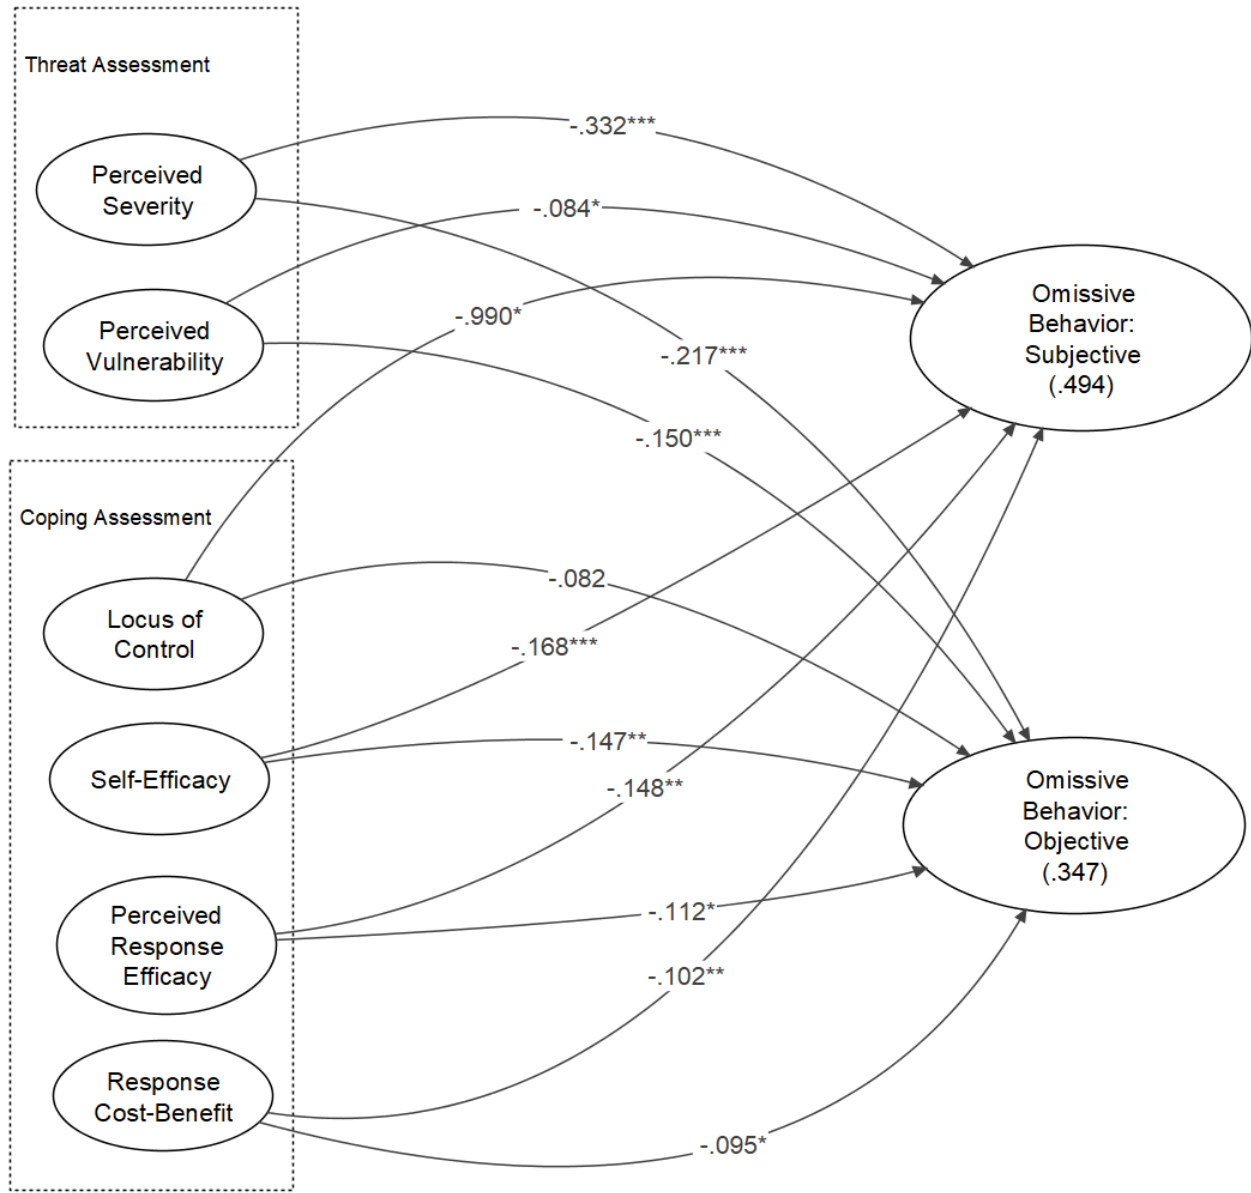 Threat Assessment
Perceived
Severity
Perceived
Vulnerability
Coping Assessment
Locus of
Control
Self-Efficacy
Perceived
Response
Efficacy
Response
Cost-Benefit
-.332***
-.084*
-.990*
-.217***
-.150***
-.082
-.168***
-.147**
-.148**
-.112*
-.102**
-.095*
Omissive
Behavior:
Subjective
(.494)
Omissive
Behavior:
Objective
(.347)